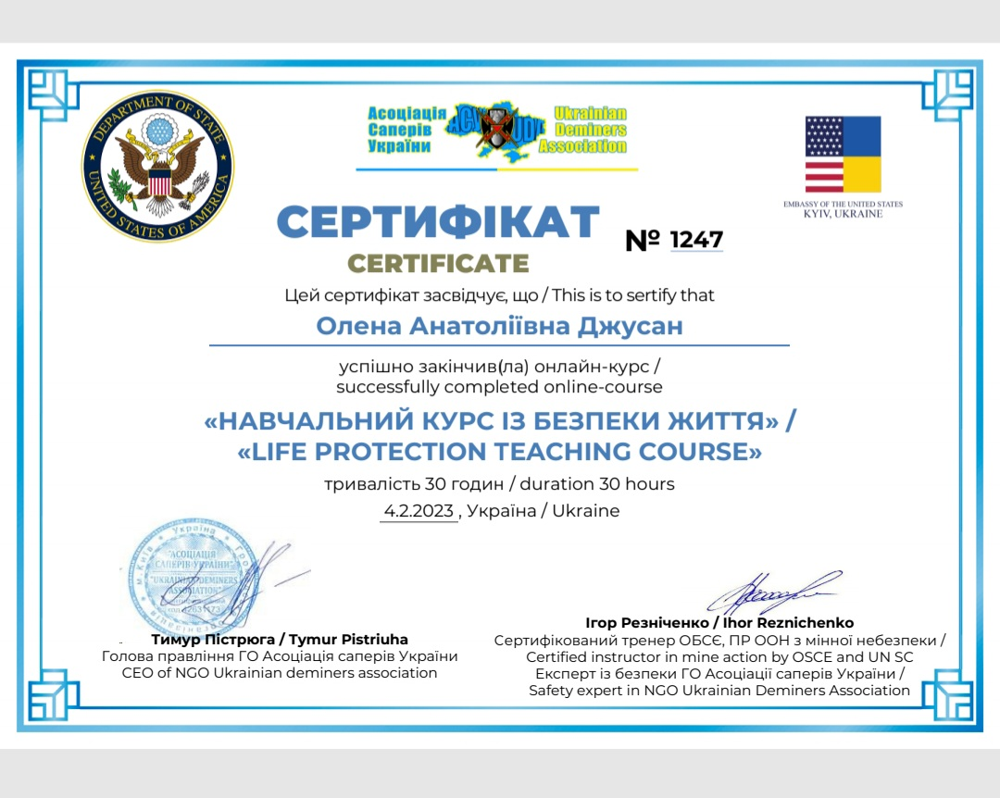 DEPARTMENT OF STATE
UNITED STATES OF AMERICA
Асоціація
Саперів
України
АСУ
UDA
Ukrainian
Deminers
Association
EMBASSY OF THE UNITED STATES
KYIV, UKRAINE
СЕРТИФІКАТ
№ 1247
CERTIFICATE
Цей сертифікат засвідчує, що / This is to sertify that
Олена Анатоліївна Джусан
успішно закінчив(ла) онлайн-курс /
successfully completed online-course
«НАВЧАЛЬНИЙ КУРС ІЗ БЕЗПЕКИ ЖИТТЯ» /
«LIFE PROTECTION TEACHING COURSE»
тривалість 30 годин / duration 30 hours
4.2.2023 , Україна / Ukraine
Україна
м. Київ
"АСОЦІАЦІЯ
САПЕРІВ УКРАЇНИ"
"UKRAINIAN DEMINERS
ASSOCIATION"
Тимур Пістрюга / Tymur Pistriuha
Голова правління ГО Асоціація саперів України
CEO of NGO Ukrainian deminers association
Ігор Резніченко / Ihor Reznichenko
Сертифікований тренер ОБСЄ, ПР ООН з мінної небезпеки /
Certified instructor in mine action by OSCE and UN SC
Експерт із безпеки ГО Асоціації саперів України /
Safety expert in NGO Ukrainian Deminers Association